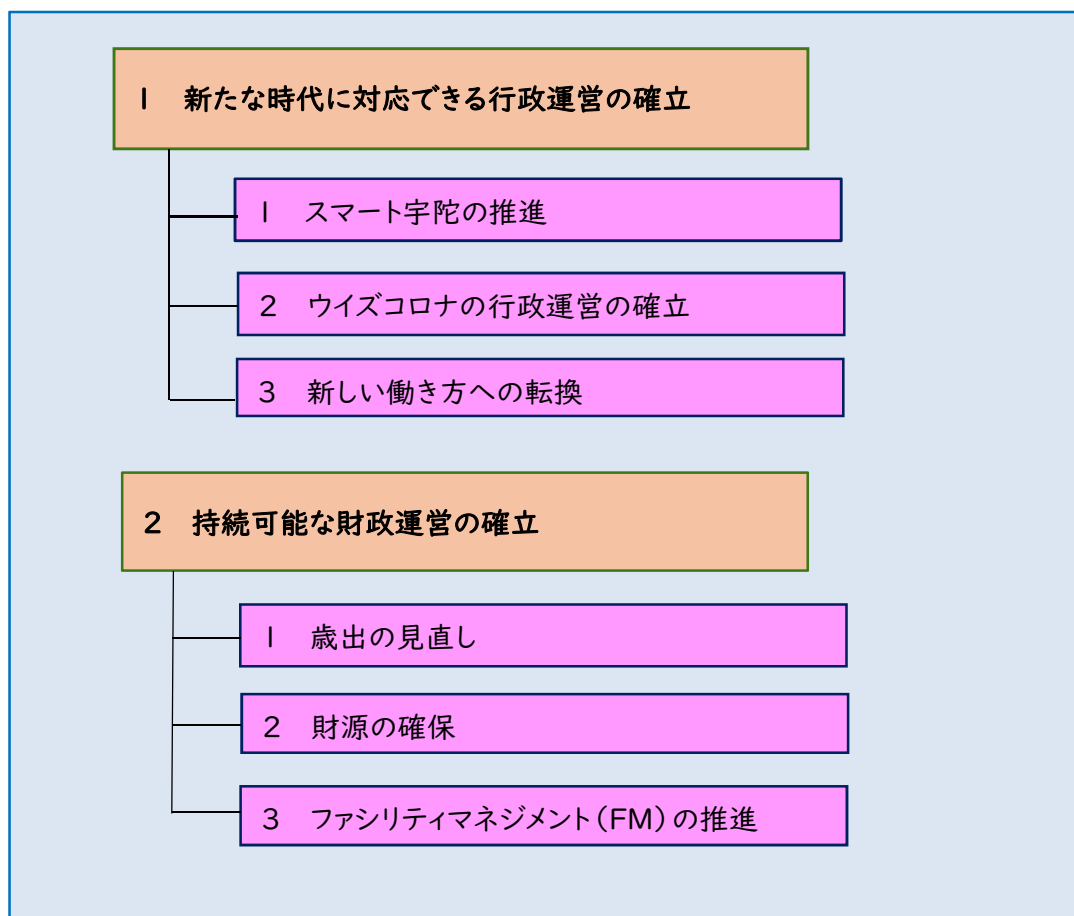 1　新たな時代に対応できる行政運営の確立
1　スマート宇陀の推進
2　ウイズコロナの行政運営の確立
3　新しい働き方への転換
2　持続可能な財政運営の確立
1　歳出の見直し
2　財源の確保
3　ファシリティマネジメント（FM）の推進